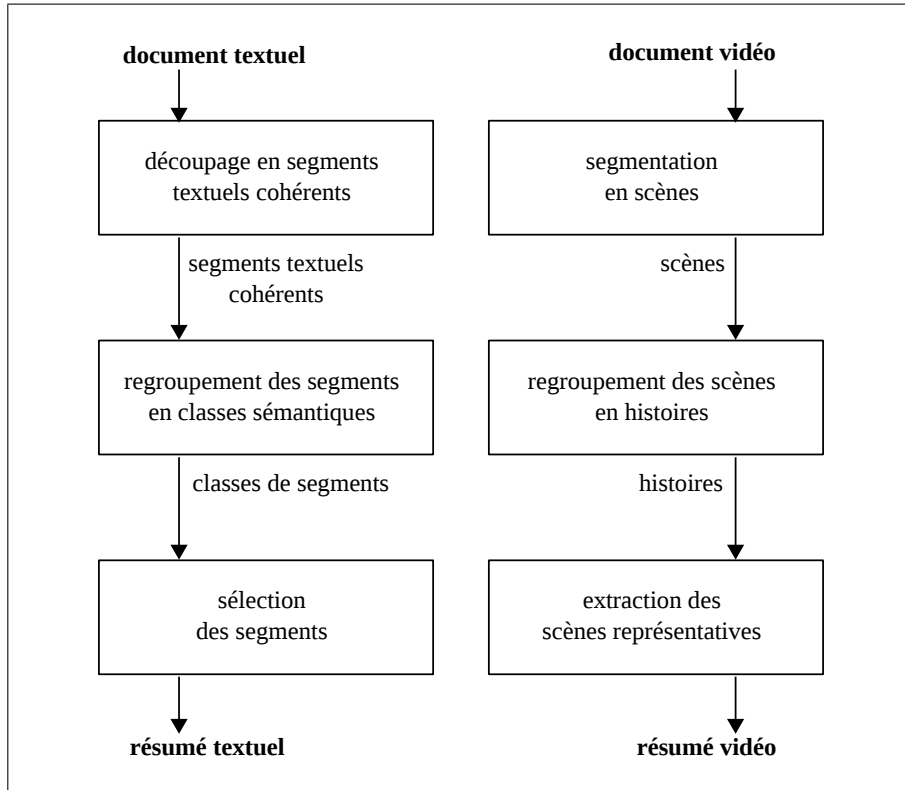 document textuel
découpage en segments
textuels cohérents
segments textuels
cohérents
regroupement des segments
en classes sémantiques
classes de segments
sélection
des segments
résumé textuel
document vidéo
segmentation
en scènes
scènes
regroupement des scènes
en histoires
histoires
extraction des
scènes représentatives
résumé vidéo